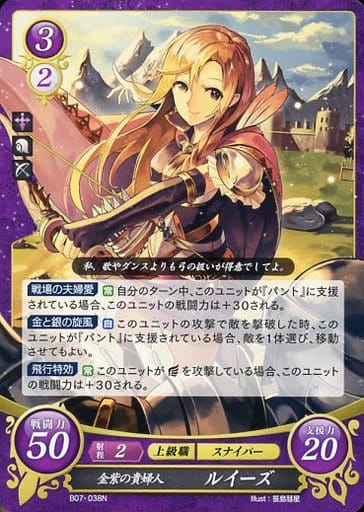 3
2
私、歌やダンスよりも弓の扱いが得意でしてよ。
戦場の夫婦愛 常 自分のターン中、このユニットが『パント』に支援
されている場合、このユニットの戦闘力は+30される。
金と銀の旋風 自 このユニットの攻撃で敵を撃破した時、このユ
ニットが『パント』に支援されている場合、敵を1体選び、移動
させてもよい。
飛行特効 常 このユニットが を攻撃している場合、このユニッ
トの戦闘力は+30される。
戦闘力 50
射程 2
上級職
スナイパー
支援力 20
金紫の貴婦人 ルイーズ
B07-038N
Illust:笹島彗星